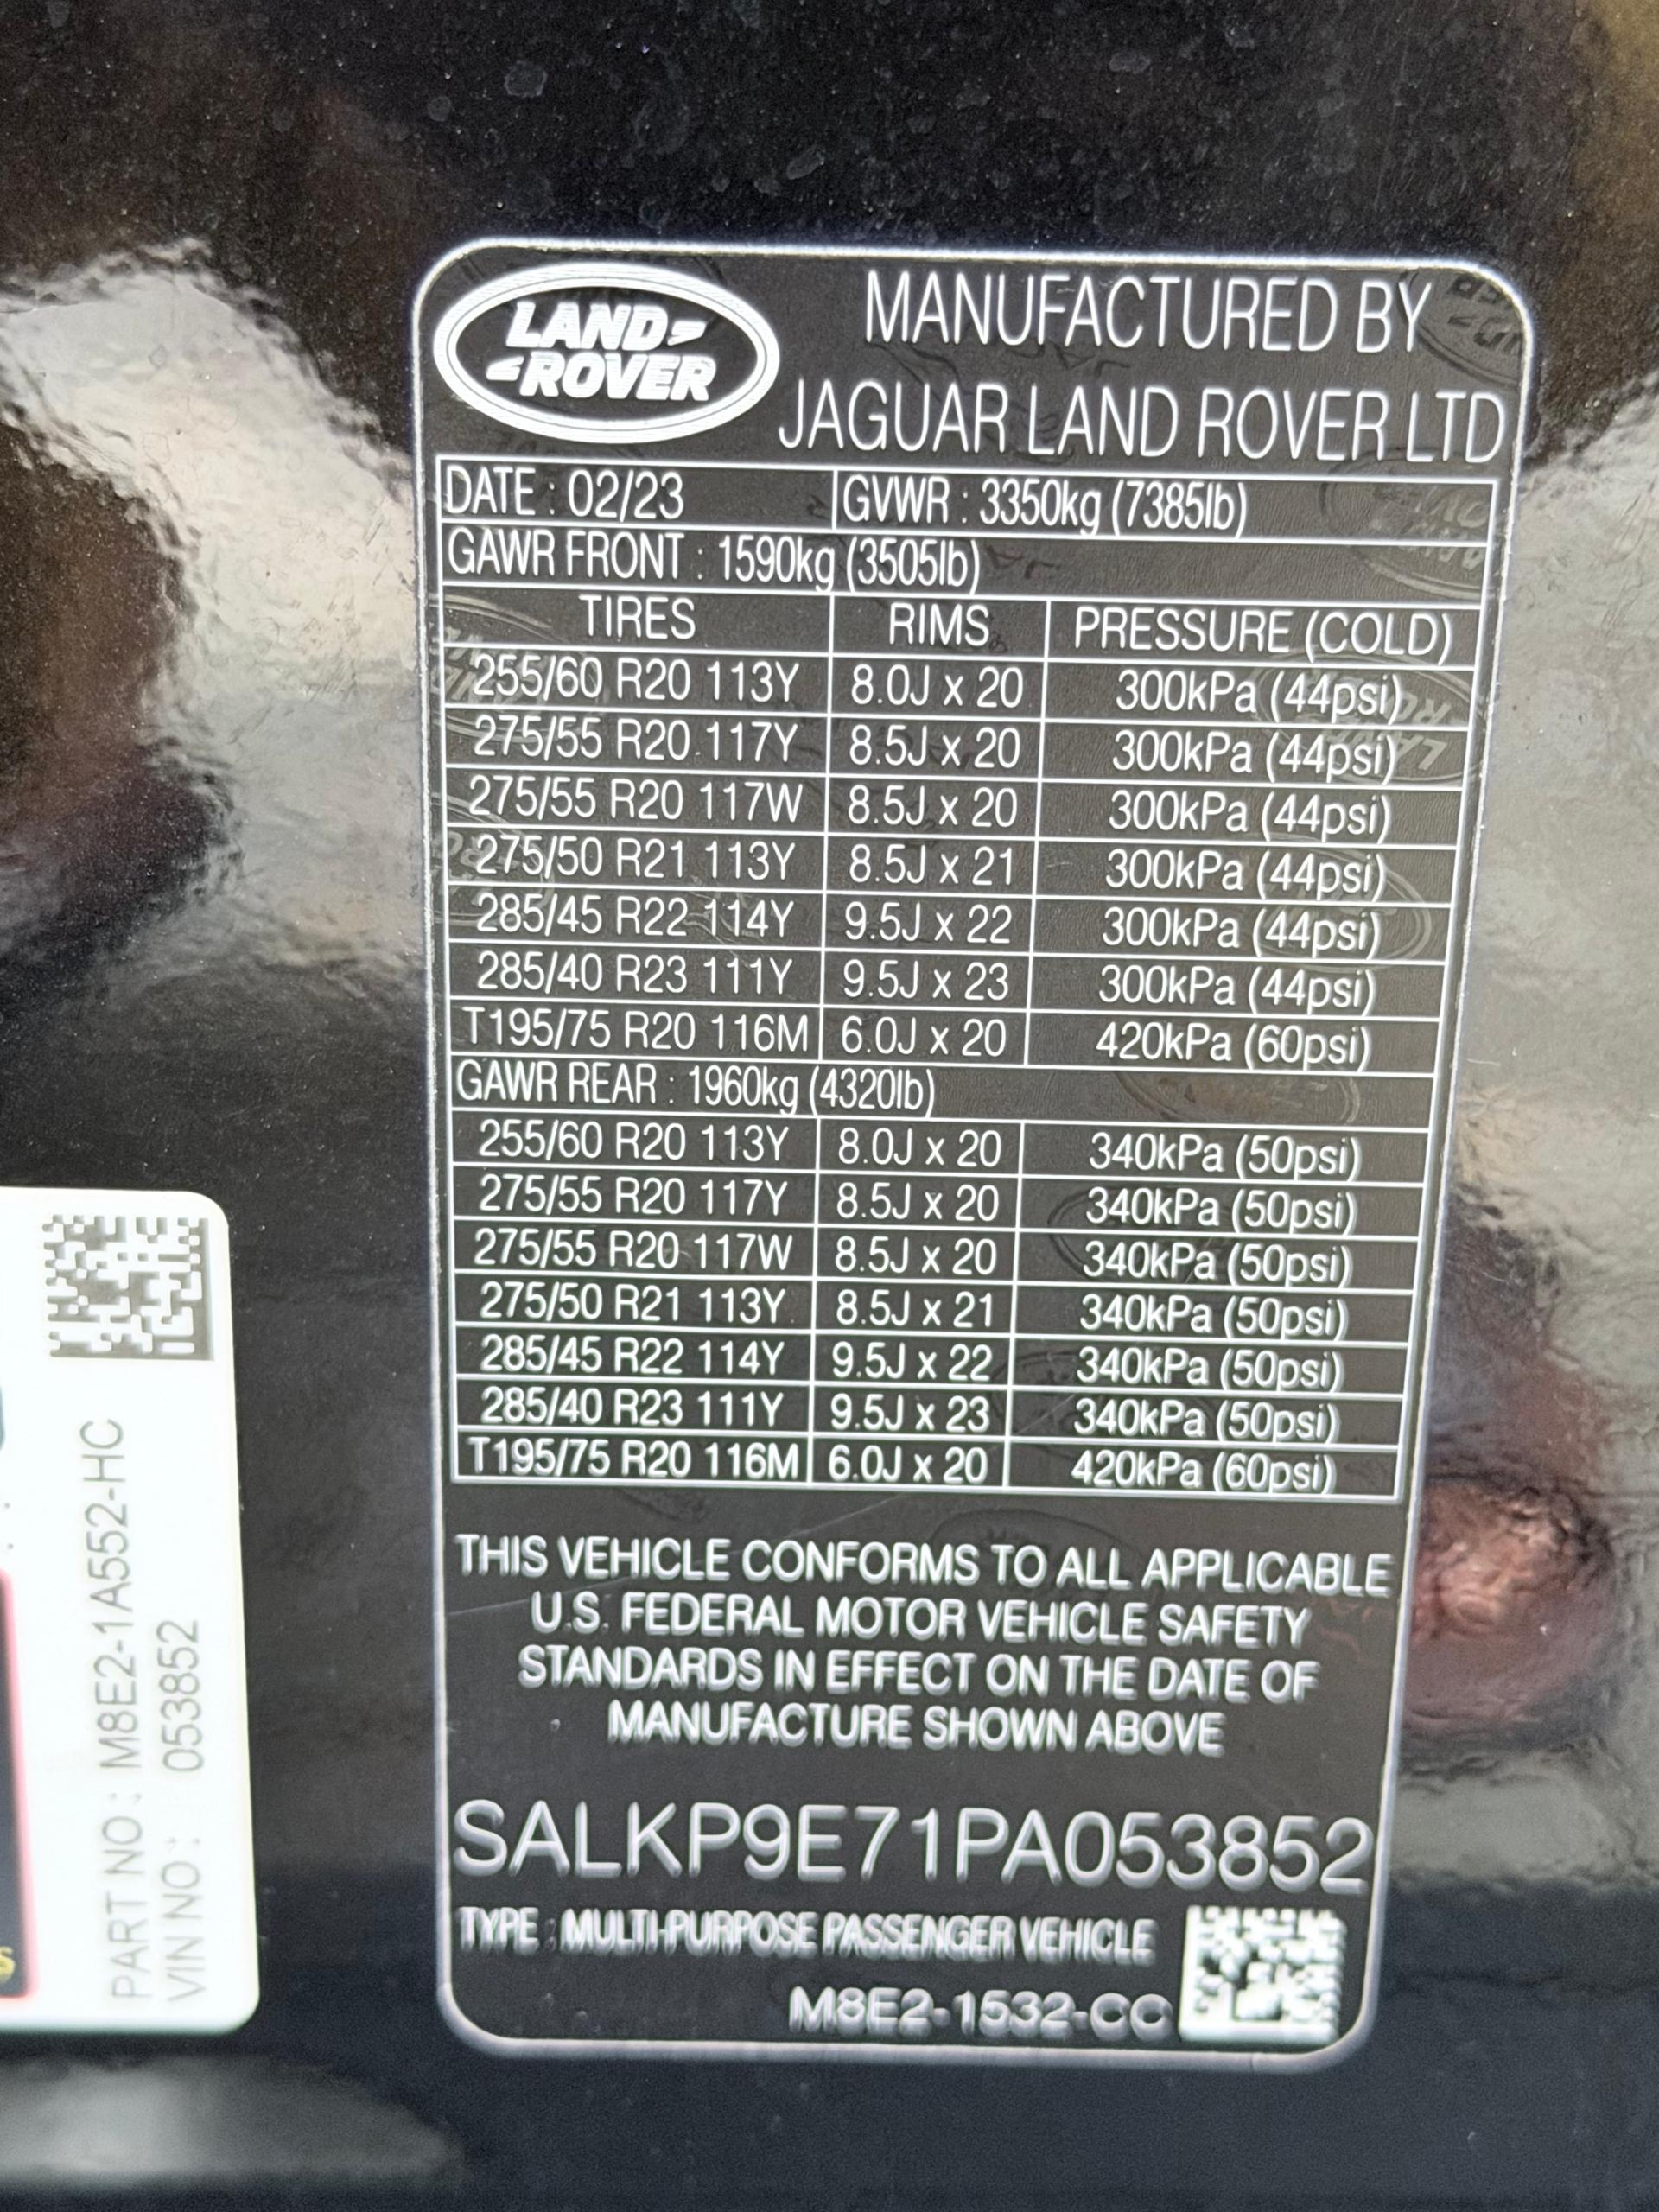 LAND
ROVER
MANUFACTURED BY
JAGUAR LAND ROVER LTD
DATE : 02/23 GVWR : 3350kg (7385lb)
GAWR FRONT : 1590kg (3505lb)
TIRES RIMS PRESSURE (COLD)
255/60 R20 113Y 8.0J x 20 300kPa (44psi)
275/55 R20 117Y 8.5J x 20 300kPa (44psi)
275/55 R20 117W 8.5J x 20 300kPa (44psi)
275/50 R21 113Y 8.5J x 21 300kPa (44psi)
285/45 R22 114Y 9.5J x 22 300kPa (44psi)
285/40 R23 111Y 9.5J x 23 300kPa (44psi)
T195/75 R20 116M 6.0J x 20 420kPa (60psi)
GAWR REAR : 1960kg (4320lb)
255/60 R20 113Y 8.0J x 20 340kPa (50psi)
275/55 R20 117Y 8.5J x 20 340kPa (50psi)
275/55 R20 117W 8.5J x 20 340kPa (50psi)
275/50 R21 113Y 8.5J x 21 340kPa (50psi)
285/45 R22 114Y 9.5J x 22 340kPa (50psi)
285/40 R23 111Y 9.5J x 23 340kPa (50psi)
T195/75 R20 116M 6.0J x 20 420kPa (60psi)
THIS VEHICLE CONFORMS TO ALL APPLICABLE
U.S. FEDERAL MOTOR VEHICLE SAFETY
STANDARDS IN EFFECT ON THE DATE OF
MANUFACTURE SHOWN ABOVE
SALKP9E71PA053852
TYPE : MULTI-PURPOSE PASSENGER VEHICLE
M8E2-1532-CC
PART NO : M8E2-1A552-HC
VIN NO : 053852